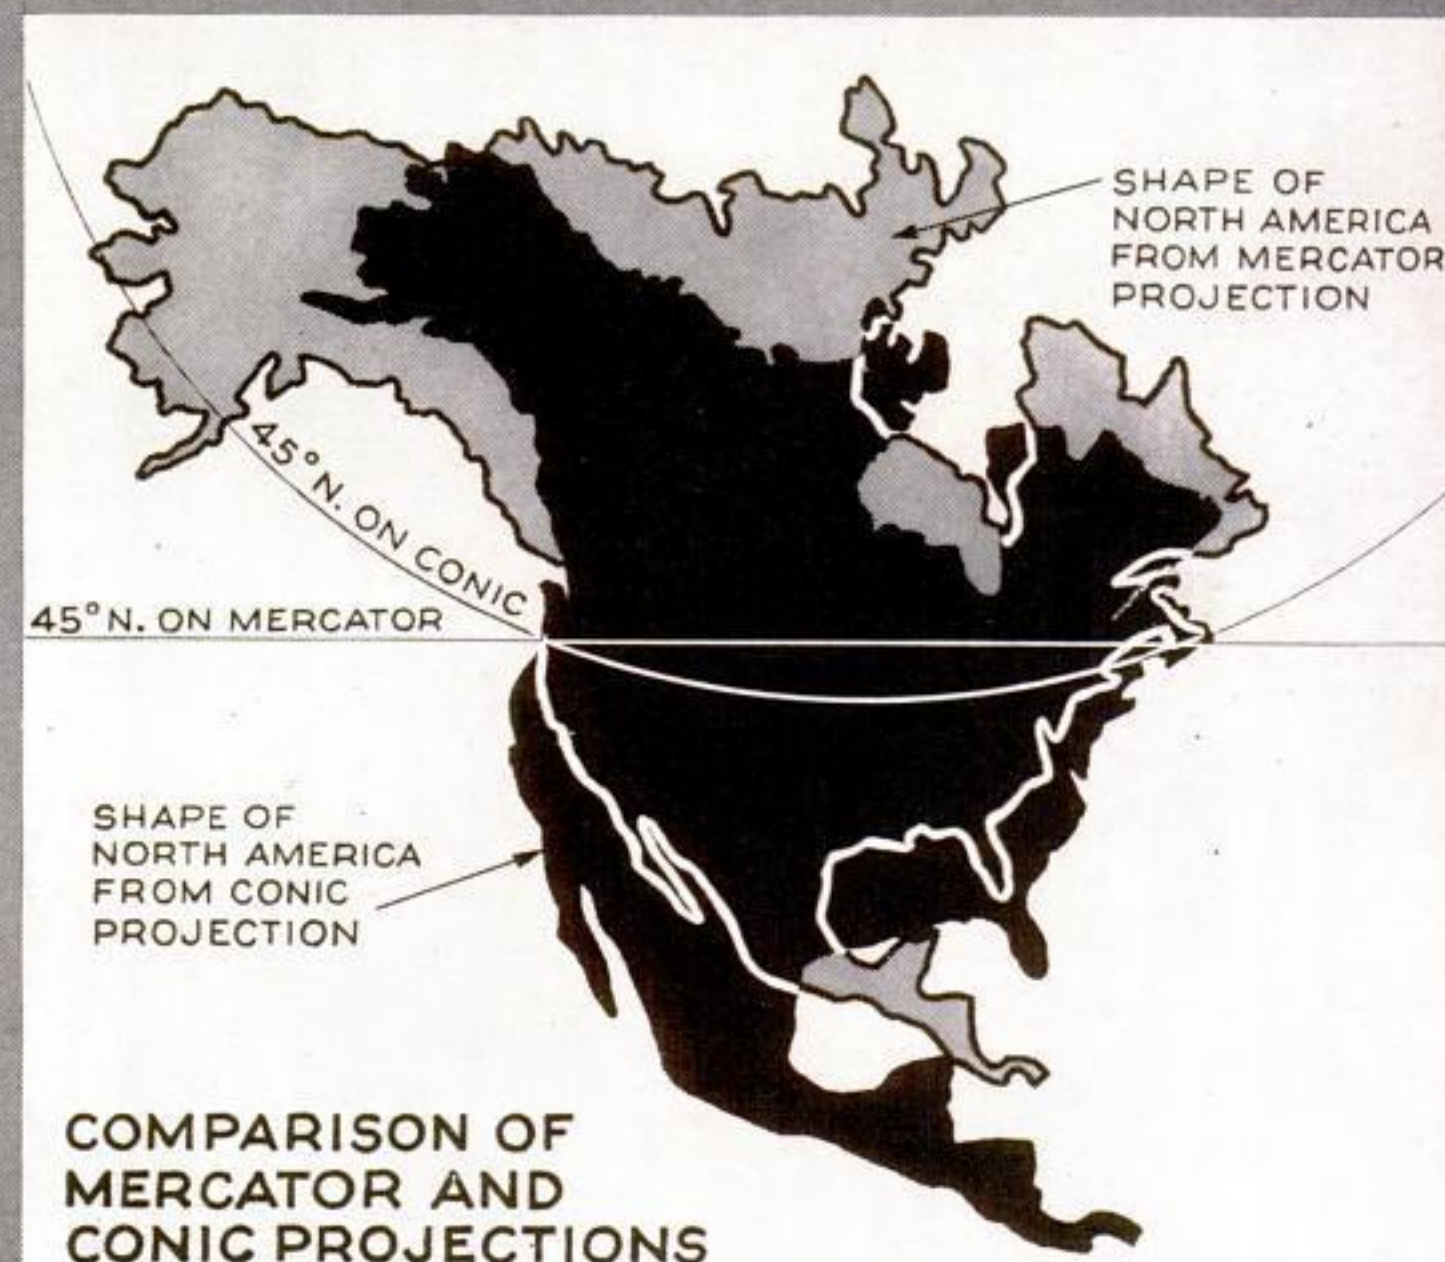 SHAPE OF
NORTH AMERICA
FROM MERCATOR
PROJECTION
45° N. ON CONIC
45° N. ON MERCATOR
SHAPE OF
NORTH AMERICA
FROM CONIC
PROJECTION
COMPARISON OF
MERCATOR AND
CONIC PROJECTIONS